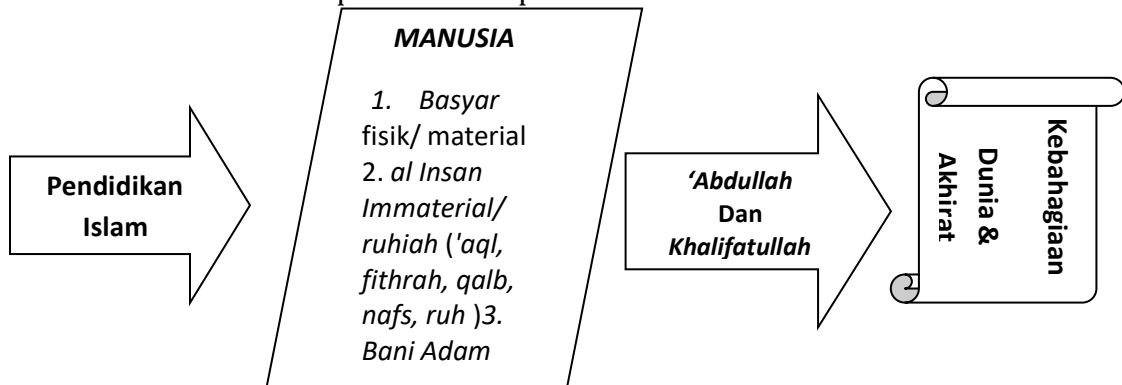 Pendidikan
Islam
MANUSIA
1. Basyar
fisik/ material
2. al Insan
Immaterial/
ruhiah ('aql,
fithrah, qalb,
nafs, ruh )3.
Bani Adam
‘Abdullah
Dan
Khalifatullah
Kebahagiaan
Dunia &
Akhirat